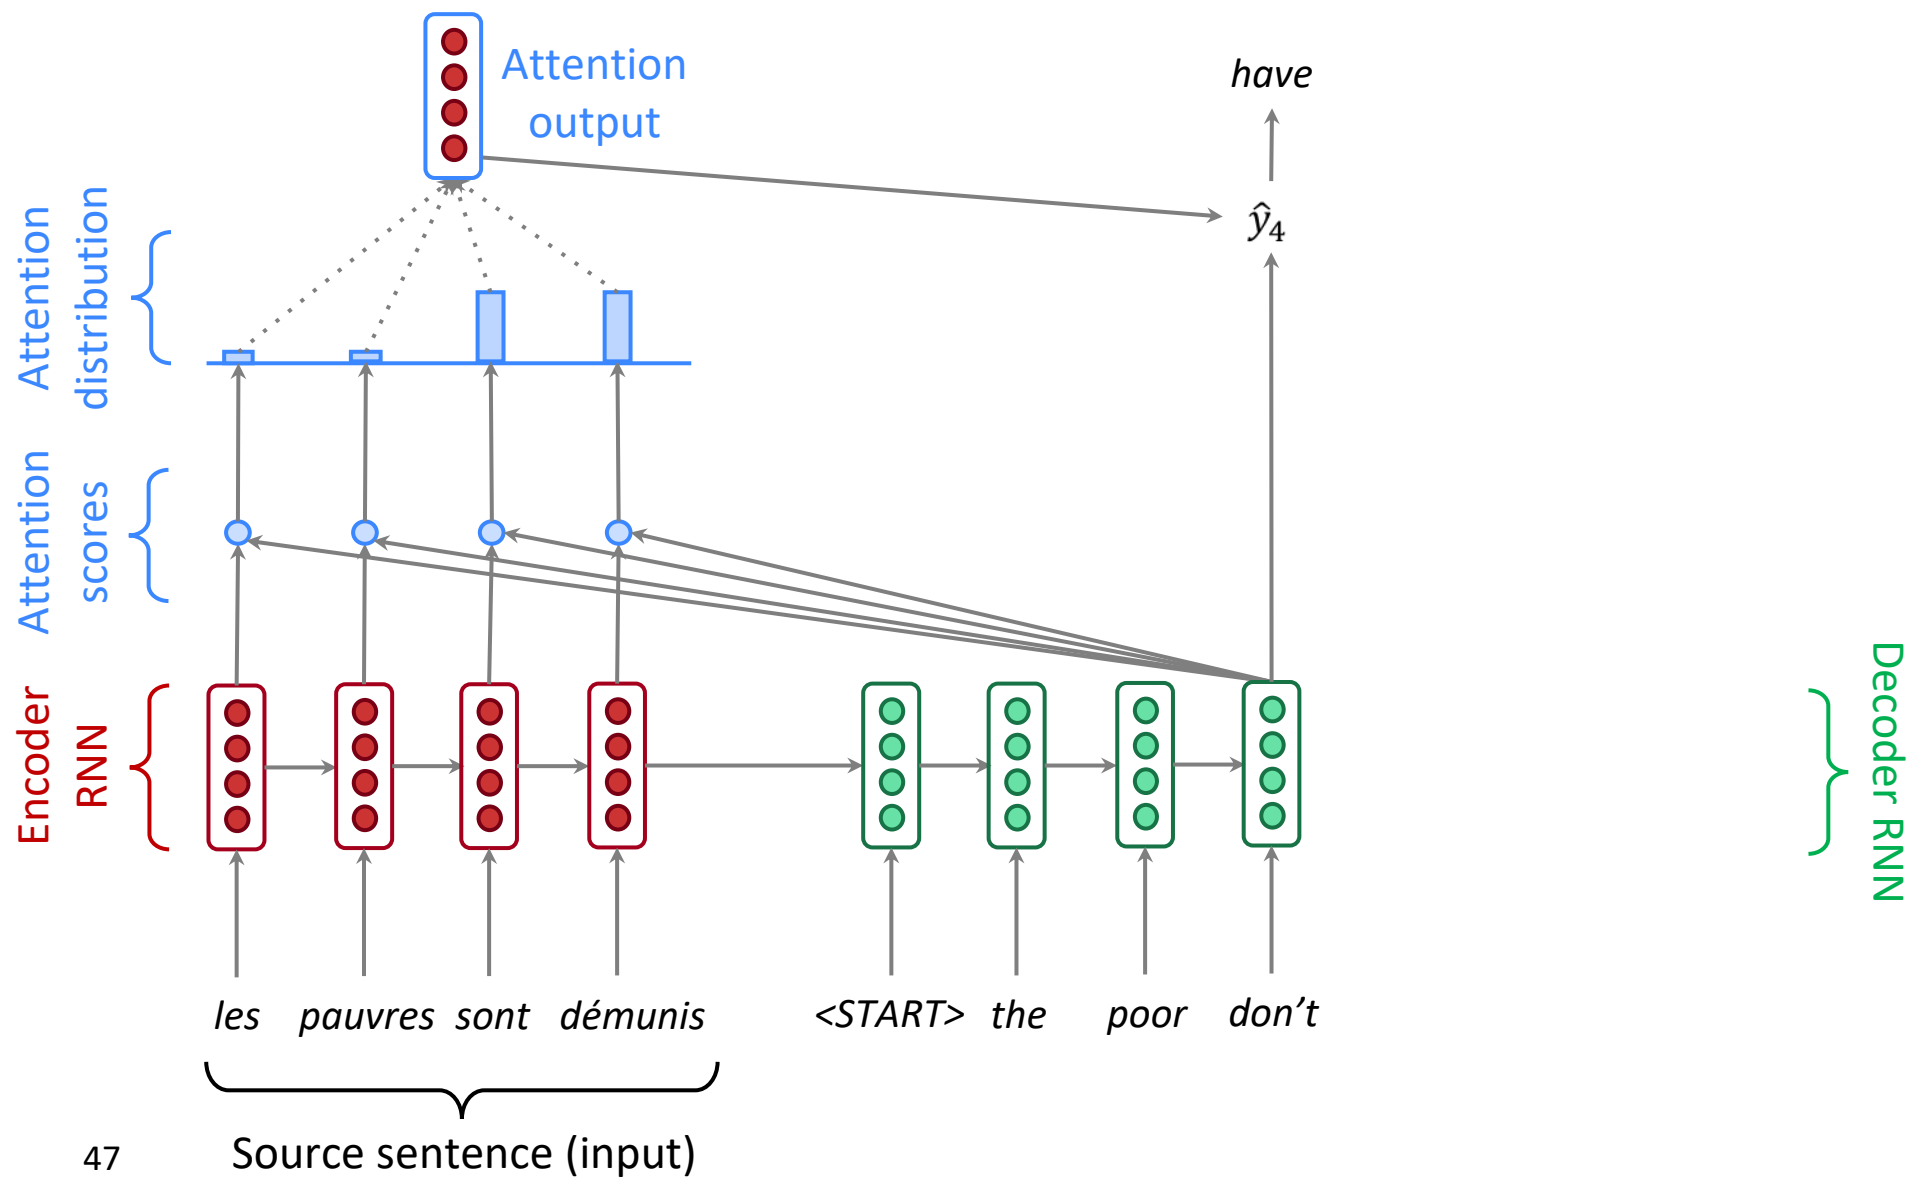 Attention
output
have
ŷ4
Attention
distribution
Attention
scores
Encoder
RNN
Decoder RNN
les pauvres sont démunis <START> the poor don’t
Source sentence (input)
47